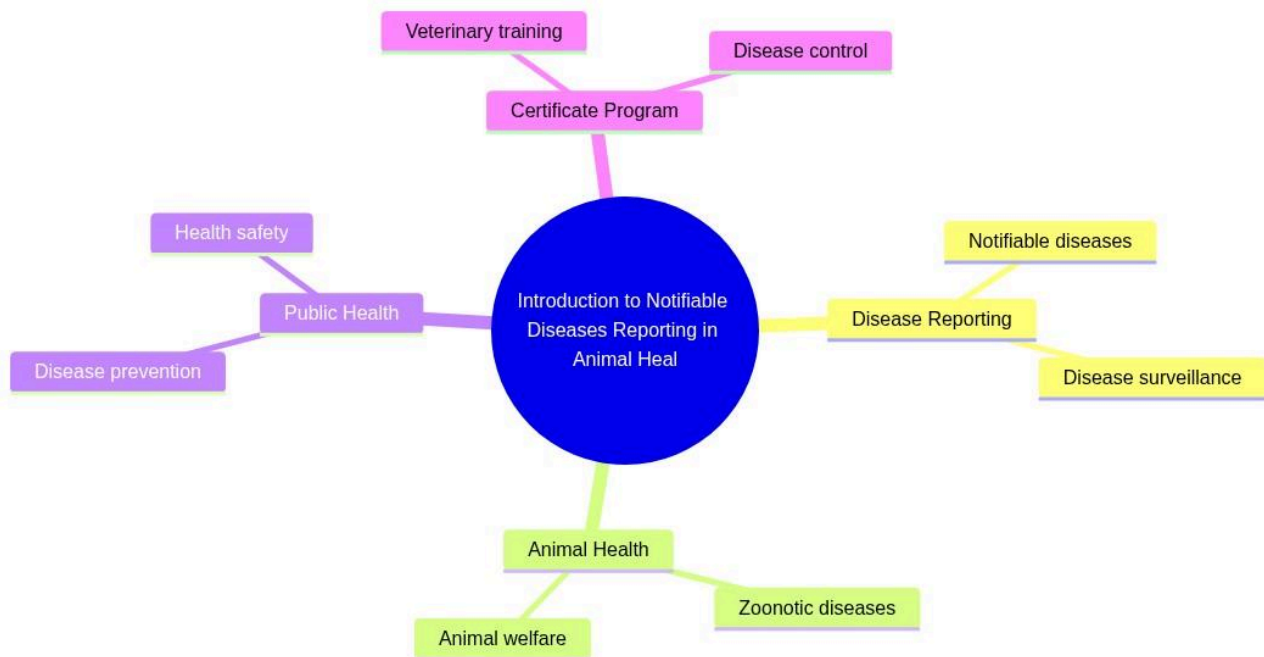 Veterinary training
Disease control
Certificate Program
Health safety
Notifiable diseases
Public Health
Introduction to Notifiable
Diseases Reporting in
Animal Heal
Disease Reporting
Disease prevention
Disease surveillance
Animal Health
Zoonotic diseases
Animal welfare